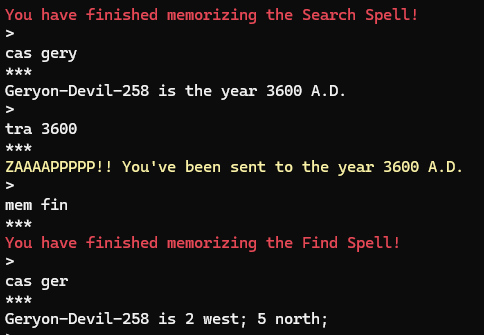 You have finished memorizing the Search Spell!
>
cas gery
***
Geryon-Devil-258 is the year 3600 A.D.
>
tra 3600
***
ZAAAAPPPPP!! You've been sent to the year 3600 A.D.
>
mem fin
***
You have finished memorizing the Find Spell!
>
cas ger
***
Geryon-Devil-258 is 2 west; 5 north;